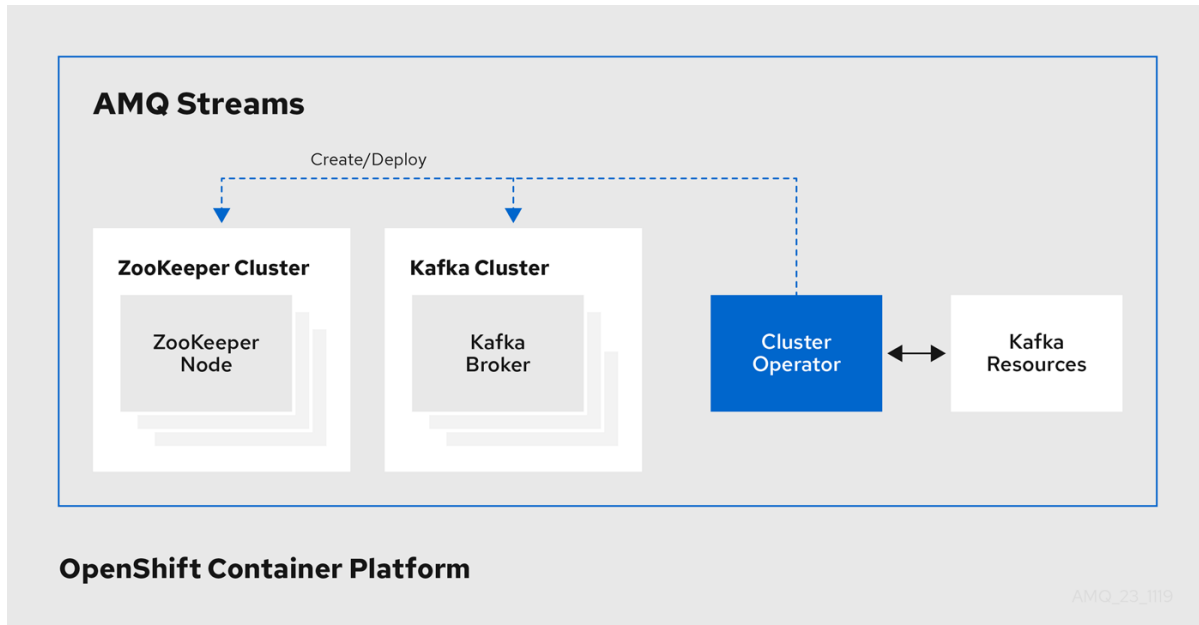 AMQ Streams
Create/Deploy
ZooKeeper Cluster
ZooKeeper
Node
Kafka Cluster
Kafka
Broker
Cluster
Operator
Kafka
Resources
OpenShift Container Platform
AMQ_23_1119